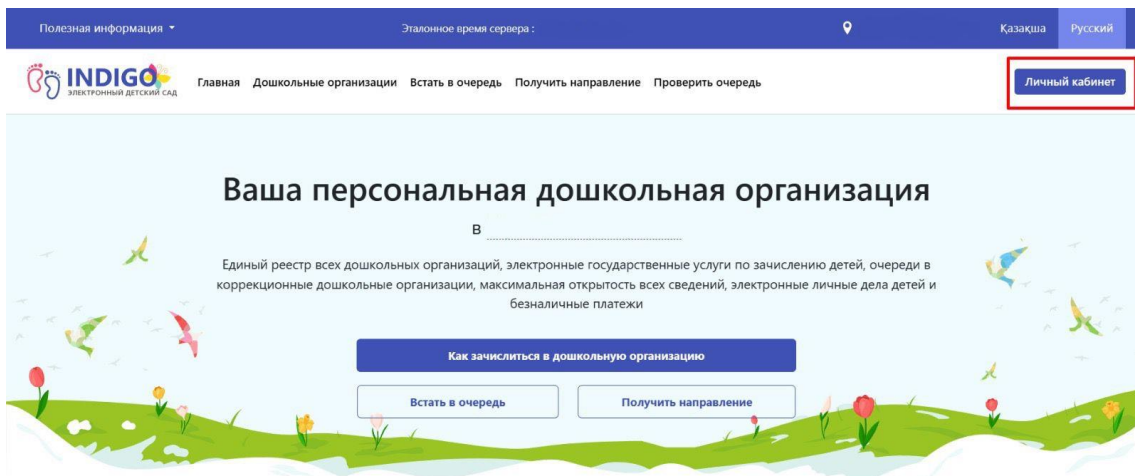 Полезная информация
Эталонное время сервера :
Қазақша
Русский
INDIGO
ЭЛЕКТРОННЫЙ ДЕТСКИЙ САД
Главная Дошкольные организации Встать в очередь Получить направление Проверить очередь
Личный кабинет
Ваша персональная дошкольная организация
в
Единый реестр всех дошкольных организаций, электронные государственные услуги по зачислению детей, очереди в
коррекционные дошкольные организации, максимальная открытость всех сведений, электронные личные дела детей и
безналичные платежи
Как зачислиться в дошкольную организацию
Встать в очередь
Получить направление